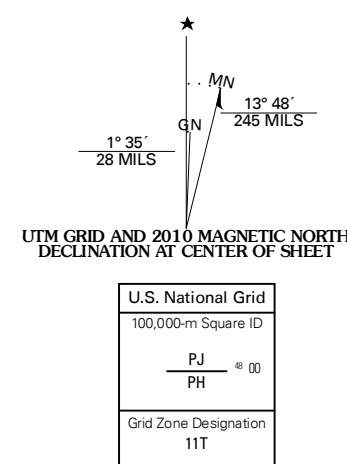 ★
MN
GN
13° 48´
245 MILS
1° 35´
28 MILS
UTM GRID AND 2010 MAGNETIC NORTH
DECLINATION AT CENTER OF SHEET
U.S. National Grid
100,000-m Square ID
PJ
PH
48 00
Grid Zone Designation
11T